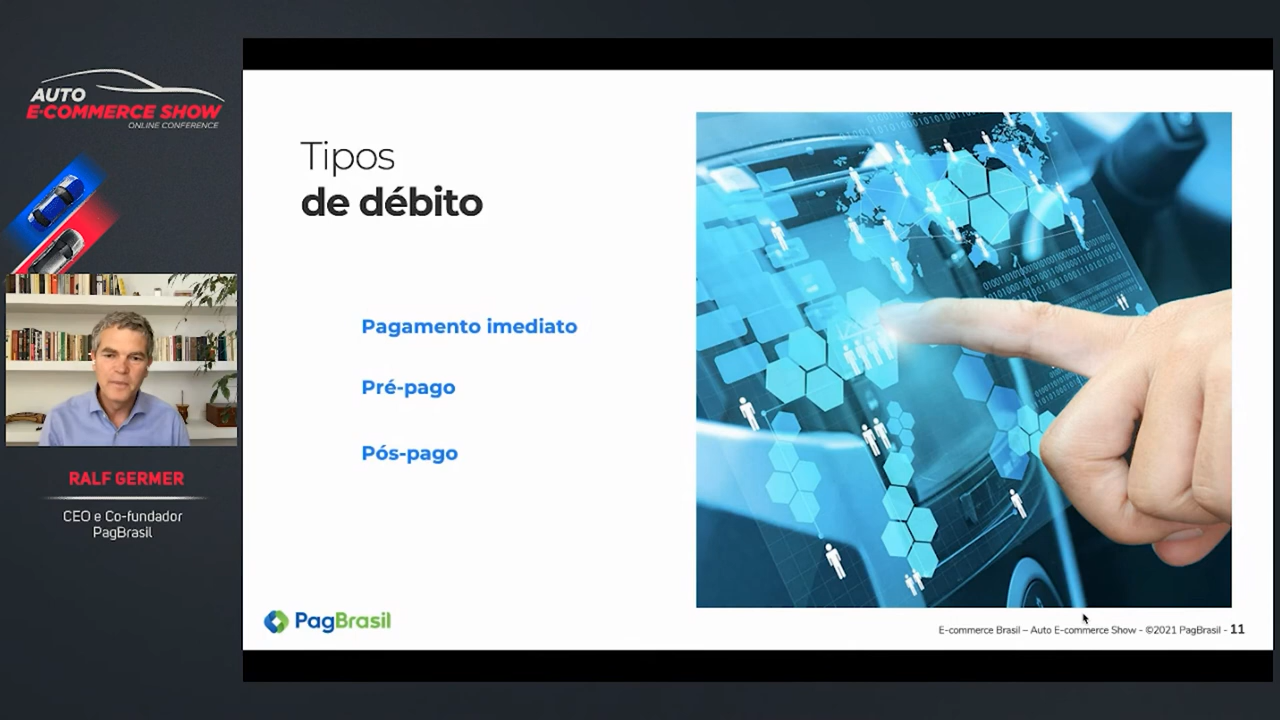 AUTO
E-COMMERCE SHOW
ONLINE CONFERENCE
RALF GERMER
CEO e Co-fundador
PagBrasil
Tipos
de débito
Pagamento imediato
Pré-pago
Pós-pago
PagBrasil
E-commerce Brasil – Auto E-commerce Show - ©2021 PagBrasil - 11